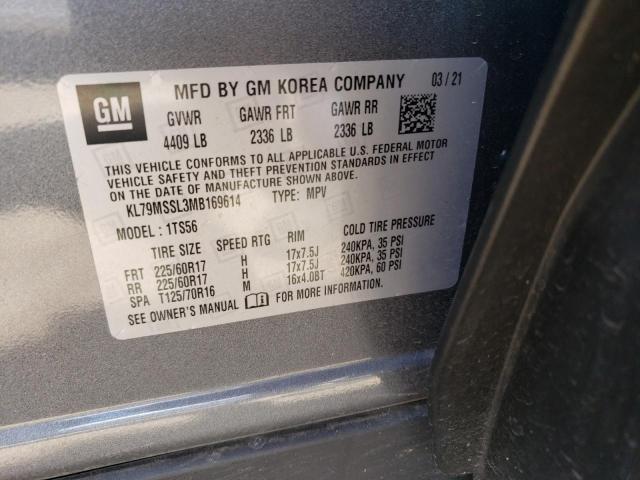 GM
MFD BY GM KOREA COMPANY 03/21
GVWR GAWR FRT GAWR RR
4409 LB 2336 LB 2336 LB
THIS VEHICLE CONFORMS TO ALL APPLICABLE U.S. FEDERAL MOTOR
VEHICLE SAFETY AND THEFT PREVENTION STANDARDS IN EFFECT
ON THE DATE OF MANUFACTURE SHOWN ABOVE.
KL79MSSL3MB169614 TYPE: MPV
MODEL: 1TS56
TIRE SIZE SPEED RTG RIM COLD TIRE PRESSURE
FRT 225/60R17 H 17x7.5J 240KPA, 35 PSI
RR 225/60R17 H 17x7.5J 240KPA, 35 PSI
SPA T125/70R16 M 16x4.0BT 420KPA, 60 PSI
SEE OWNER'S MANUAL FOR MORE INFORMATION.